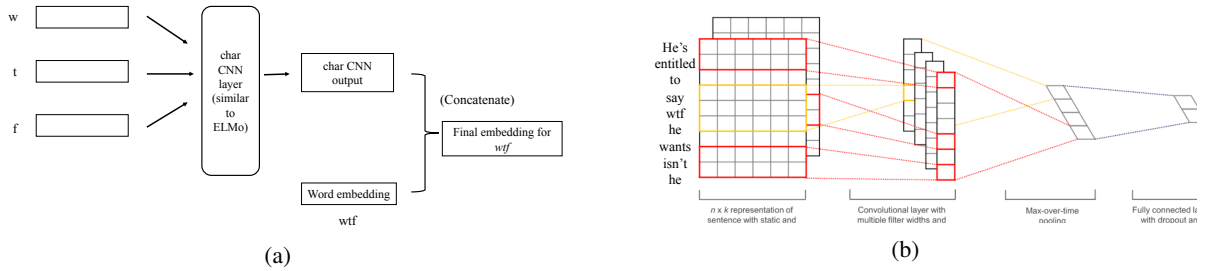 w
t
f
char
CNN
layer
(similar
to
ELMo)
char CNN
output
(Concatenate)
Final embedding for
wtf
Word embedding
wtf
(a)
He's
entitled
to
say
wtf
he
wants
isn't
he
n x k representation of
sentence with static and
Convolutional layer with
multiple filter widths and
Max-over-time
pooling
Fully connected la
with dropout an
(b)